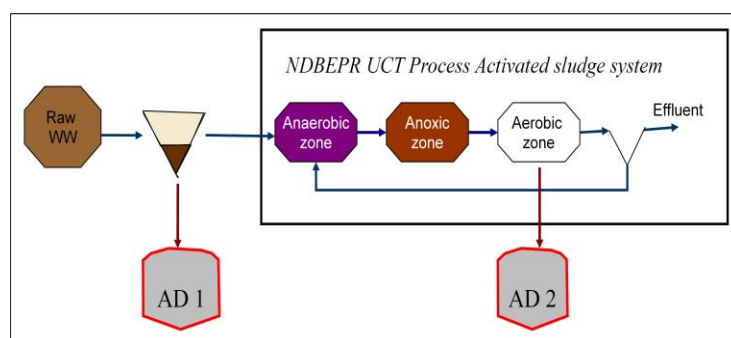 NDBEPR UCT Process Activated sludge system
Raw
WW
Anaerobic
zone
Anoxic
zone
Aerobic
zone
Effluent
AD 1
AD 2